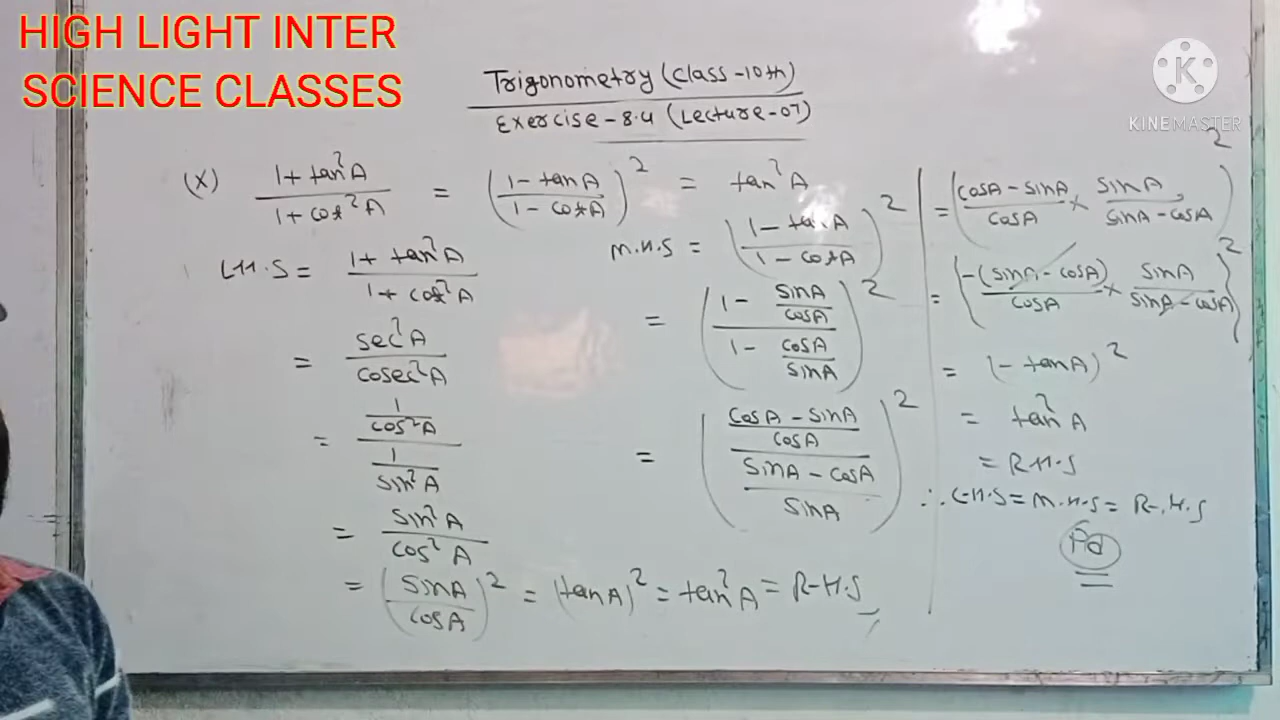 HIGH LIGHT INTER
SCIENCE CLASSES
K
KINEMASTER
Trigonometry (Class-10th)
Exercise-8.4 (Lecture-07)
(X) (1 + tan²A)/(1 + cot²A) = ((1 - tanA)/(1 - cotA))² = tan²A
L.H.S = (1 + tan²A)/(1 + cot²A)
= sec²A/cosec²A
= (1/cos²A)/(1/sin²A)
= sin²A/cos²A
= (sinA/cosA)² = (tanA)² = tan²A = R.H.S
M.H.S = ((1 - tanA)/(1 - cotA))²
= ((1 - sinA/cosA)/(1 - cosA/sinA))²
= (((cosA - sinA)/cosA)/((sinA - cosA)/sinA))²
= ((cosA - sinA)/cosA × sinA/(sinA - cosA))²
= {-(sinA - cosA)/cosA × sinA/(sinA - cosA)}²
= (- tanA)²
= tan²A
= R.H.S
∴ L.H.S = M.H.S = R.H.S